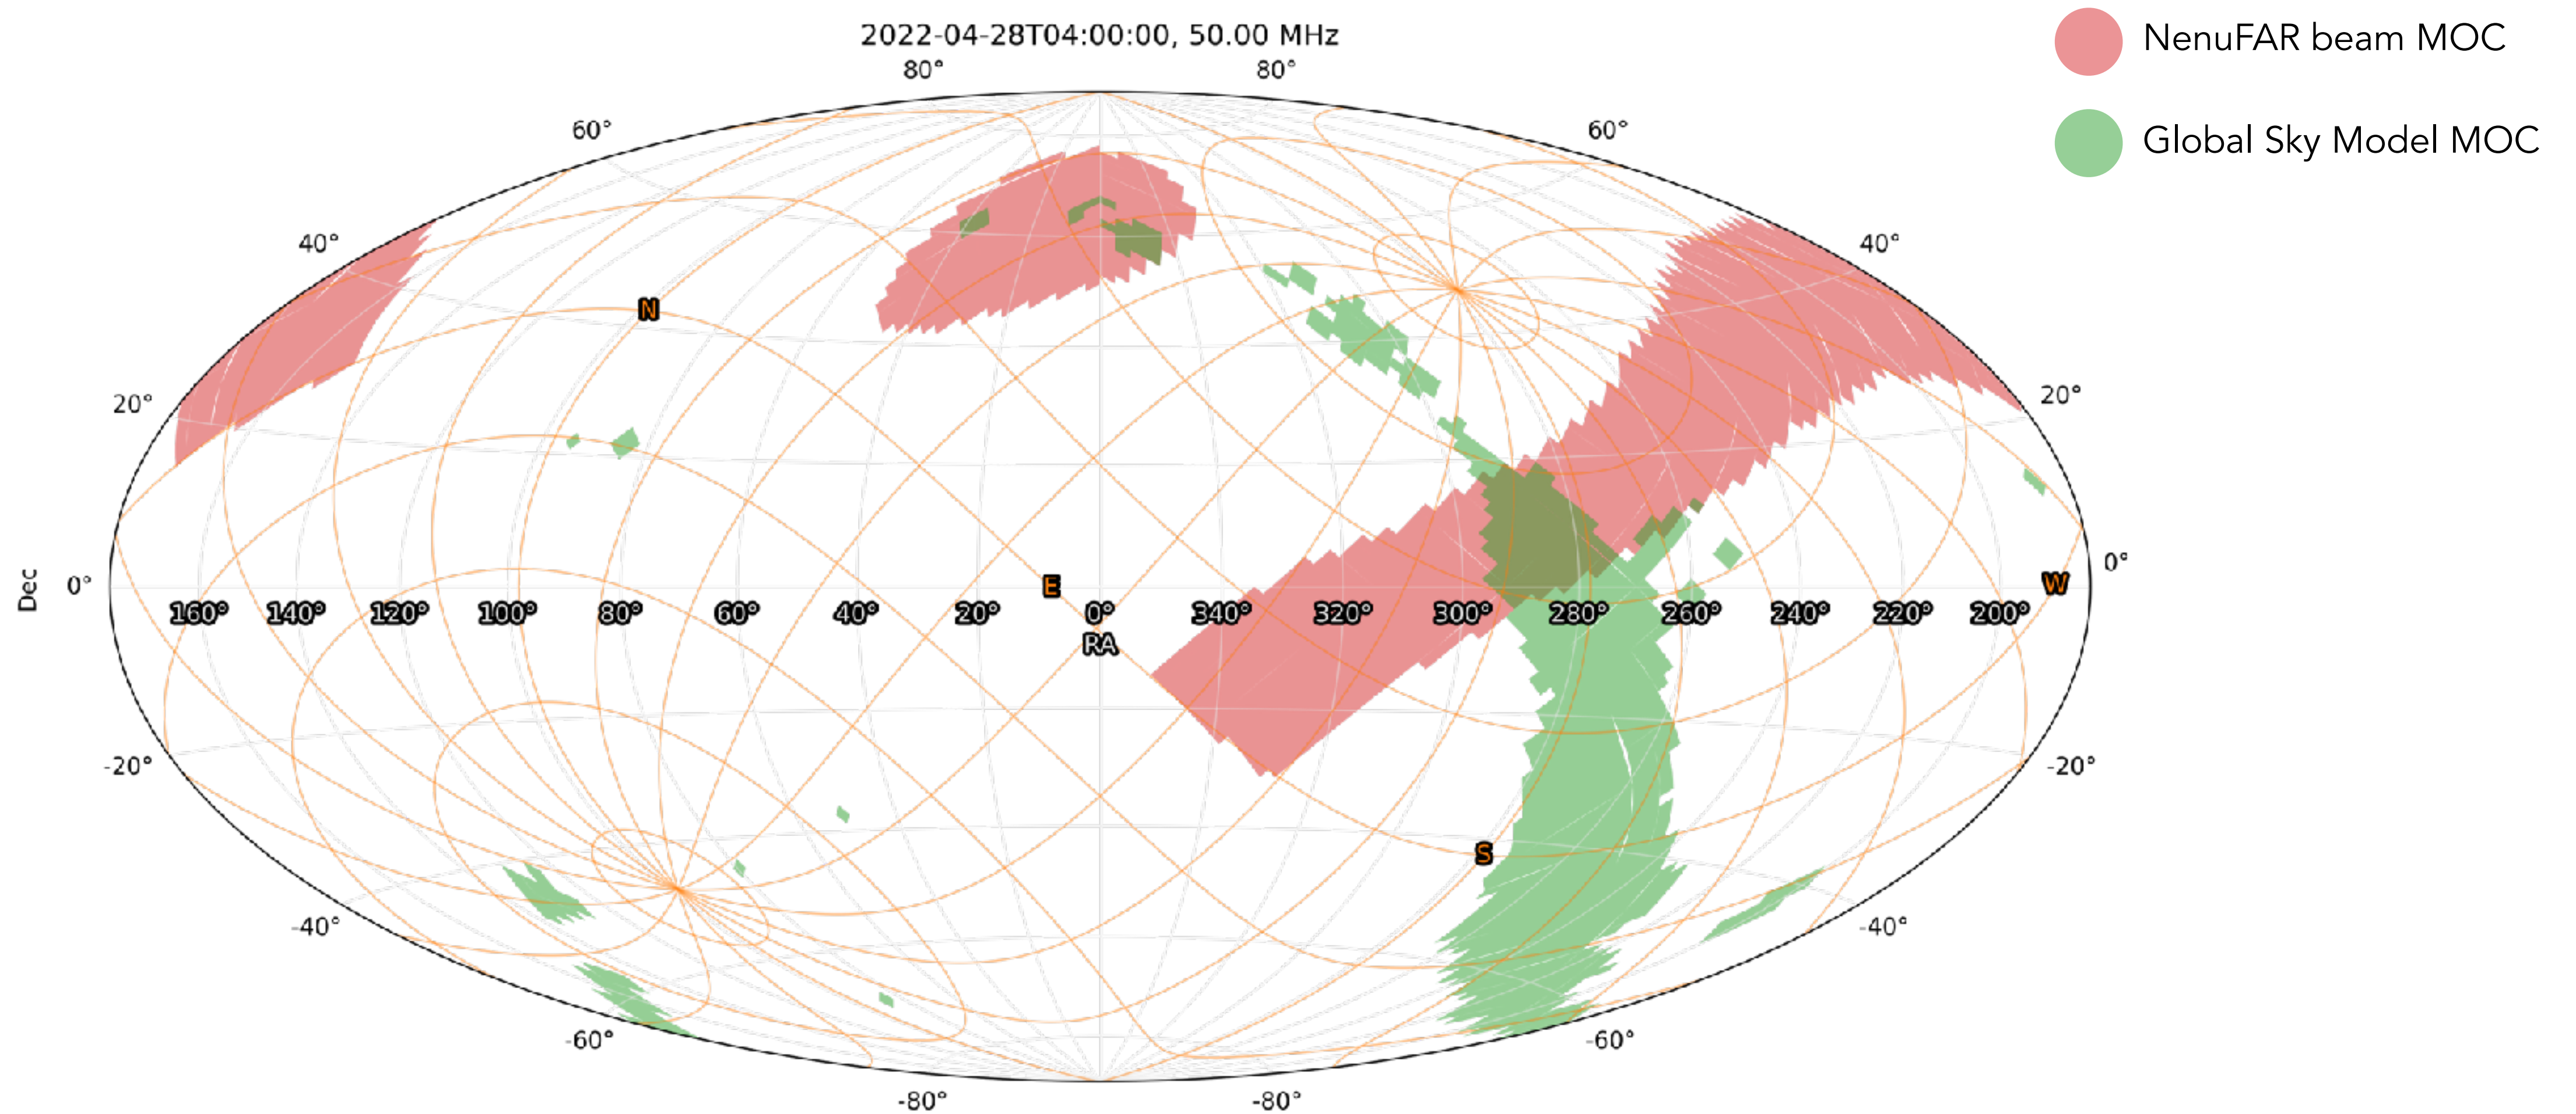 2022-04-28T04:00:00, 50.00 MHz
NenuFAR beam MOC
Global Sky Model MOC
80° 80°
60° 60°
40° 40°
N
20° 20°
Dec 0° E W 0°
160° 140° 120° 100° 80° 60° 40° 20° 0° 340° 320° 300° 280° 260° 240° 220° 200°
RA
-20° -20°
S
-40° -40°
-60° -60°
-80° -80°